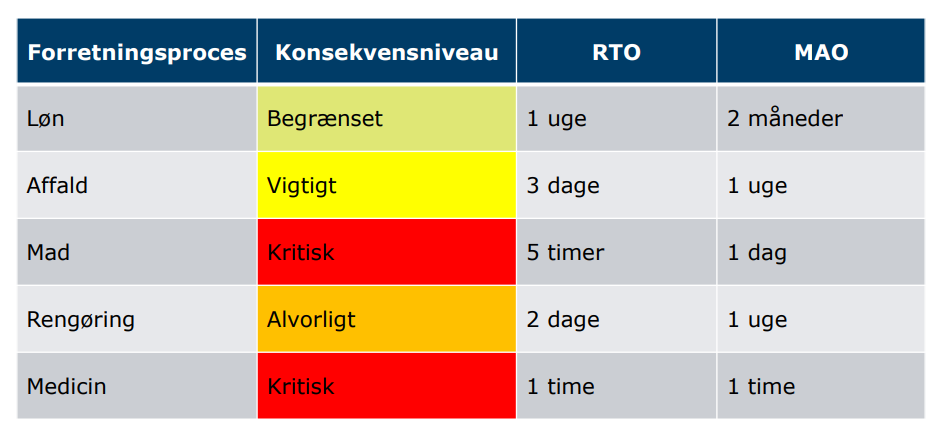 Forretningsproces Konsekvensniveau RTO MAO
Løn Begrænset 1 uge 2 måneder
Affald Vigtigt 3 dage 1 uge
Mad Kritisk 5 timer 1 dag
Rengøring Alvorligt 2 dage 1 uge
Medicin Kritisk 1 time 1 time